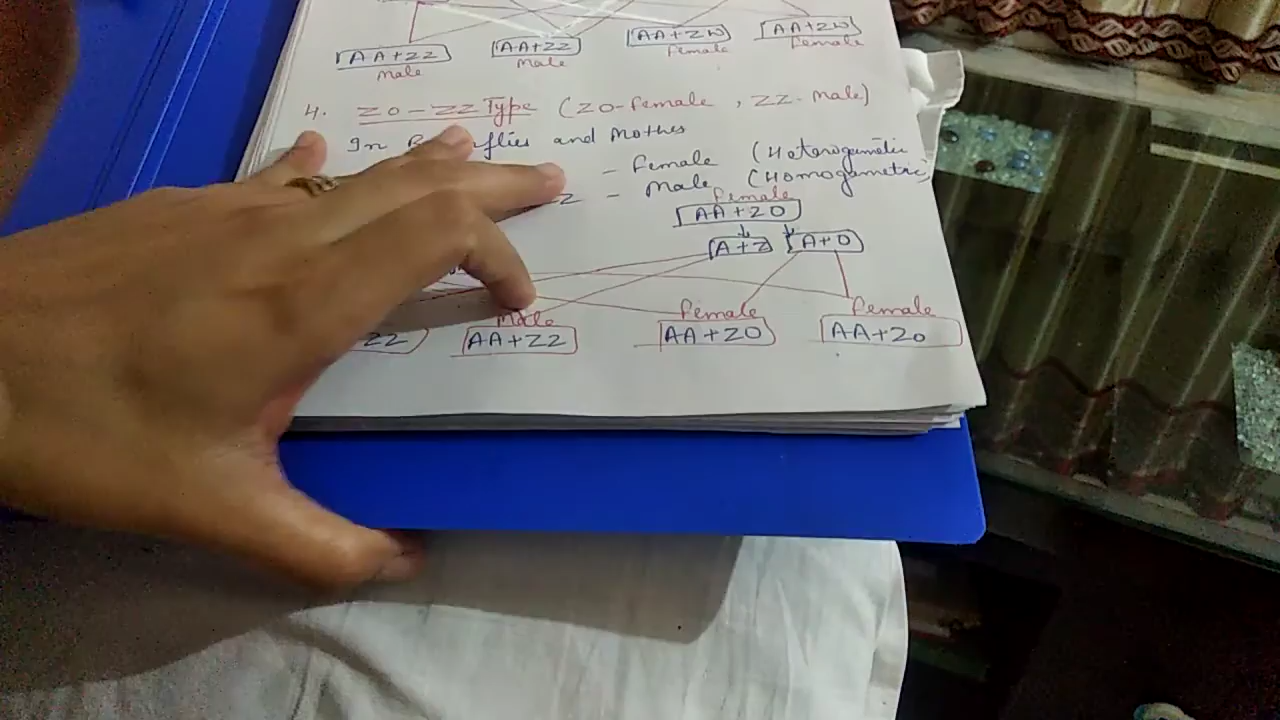 AA+ZZ AA+ZZ AA+ZW AA+ZW
Male Male Female Female
4. ZO-ZZ Type (ZO-Female, ZZ-Male)
In flies and Mothes
- Female (Heterogametic
Z - Male (Homogametric)
Female
AA+ZO
A+Z A+O
Male Female Female
ZZ AA+ZZ AA+ZO AA+ZO